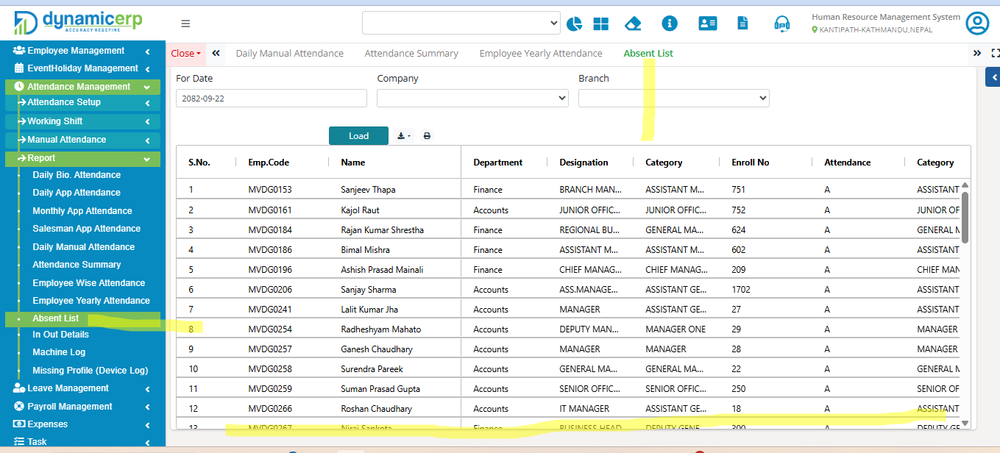 dynamicerp
ACCURACY REDEFINE
Human Resource Management System
KANTIPATH-KATHMANDU,NEPAL
Employee Management
EventHoliday Management
Attendance Management
Attendance Setup
Working Shift
Manual Attendance
Report
Daily Bio. Attendance
Daily App Attendance
Monthly App Attendance
Salesman App Attendance
Daily Manual Attendance
Attendance Summary
Employee Wise Attendance
Employee Yearly Attendance
Absent List
In Out Details
Machine Log
Missing Profile (Device Log)
Leave Management
Payroll Management
Expenses
Task
Close Daily Manual Attendance Attendance Summary Employee Yearly Attendance Absent List
For Date Company Branch
2082-09-22
Load
S.No. Emp.Code Name Department Designation Category Enroll No Attendance Category
1 MVDG0153 Sanjeev Thapa Finance BRANCH MAN... ASSISTANT M... 751 A ASSISTANT
2 MVDG0161 Kajol Raut Accounts JUNIOR OFFIC... JUNIOR OFFIC... 752 A JUNIOR OF
3 MVDG0184 Rajan Kumar Shrestha Finance REGIONAL BU... GENERAL MA... 624 A GENERAL M
4 MVDG0186 Bimal Mishra Finance ASSISTANT M... ASSISTANT M... 602 A ASSISTANT
5 MVDG0196 Ashish Prasad Mainali Finance CHIEF MANAG... CHIEF MANAG... 209 A CHIEF MAN
6 MVDG0206 Sanjay Sharma Accounts ASS.MANAGE... ASSISTANT GE... 1702 A ASSISTANT
7 MVDG0241 Lalit Kumar Jha Accounts MANAGER ASSISTANT GE... 27 A ASSISTANT
8 MVDG0254 Radheshyam Mahato Accounts DEPUTY MAN... MANAGER ONE 29 A MANAGER
9 MVDG0257 Ganesh Chaudhary Accounts MANAGER MANAGER 28 A MANAGER
10 MVDG0258 Surendra Pareek Accounts GENERAL MA... GENERAL MA... 22 A GENERAL M
11 MVDG0259 Suman Prasad Gupta Accounts SENIOR OFFIC... SENIOR OFFIC... 250 A SENIOR OF
12 MVDG0266 Roshan Chaudhary Accounts IT MANAGER ASSISTANT GE... 18 A ASSISTANT
13 MVDG0267 Niraj Finance BUSINESS HEAD DEPUTY GENE... 300 A DEPUTY GE